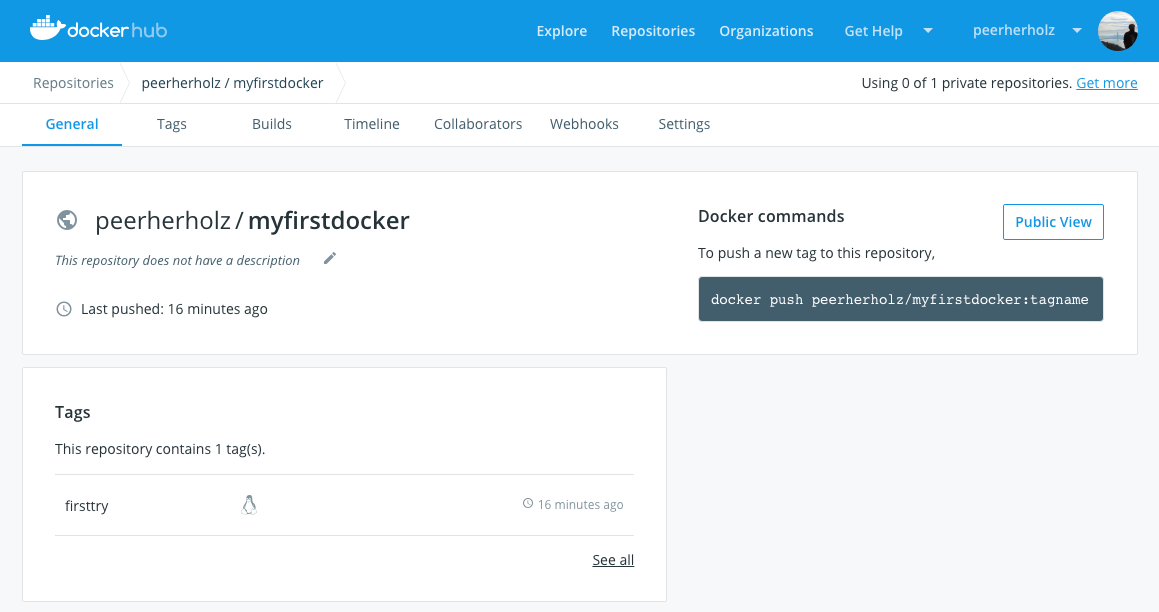 docker hub
Explore Repositories Organizations Get Help peerherholz
Repositories peerherholz / myfirstdocker Using 0 of 1 private repositories. Get more
General Tags Builds Timeline Collaborators Webhooks Settings
peerherholz / myfirstdocker
This repository does not have a description
Last pushed: 16 minutes ago
Docker commands
Public View
To push a new tag to this repository,
docker push peerherholz/myfirstdocker:tagname
Tags
This repository contains 1 tag(s).
firsttry 16 minutes ago
See all